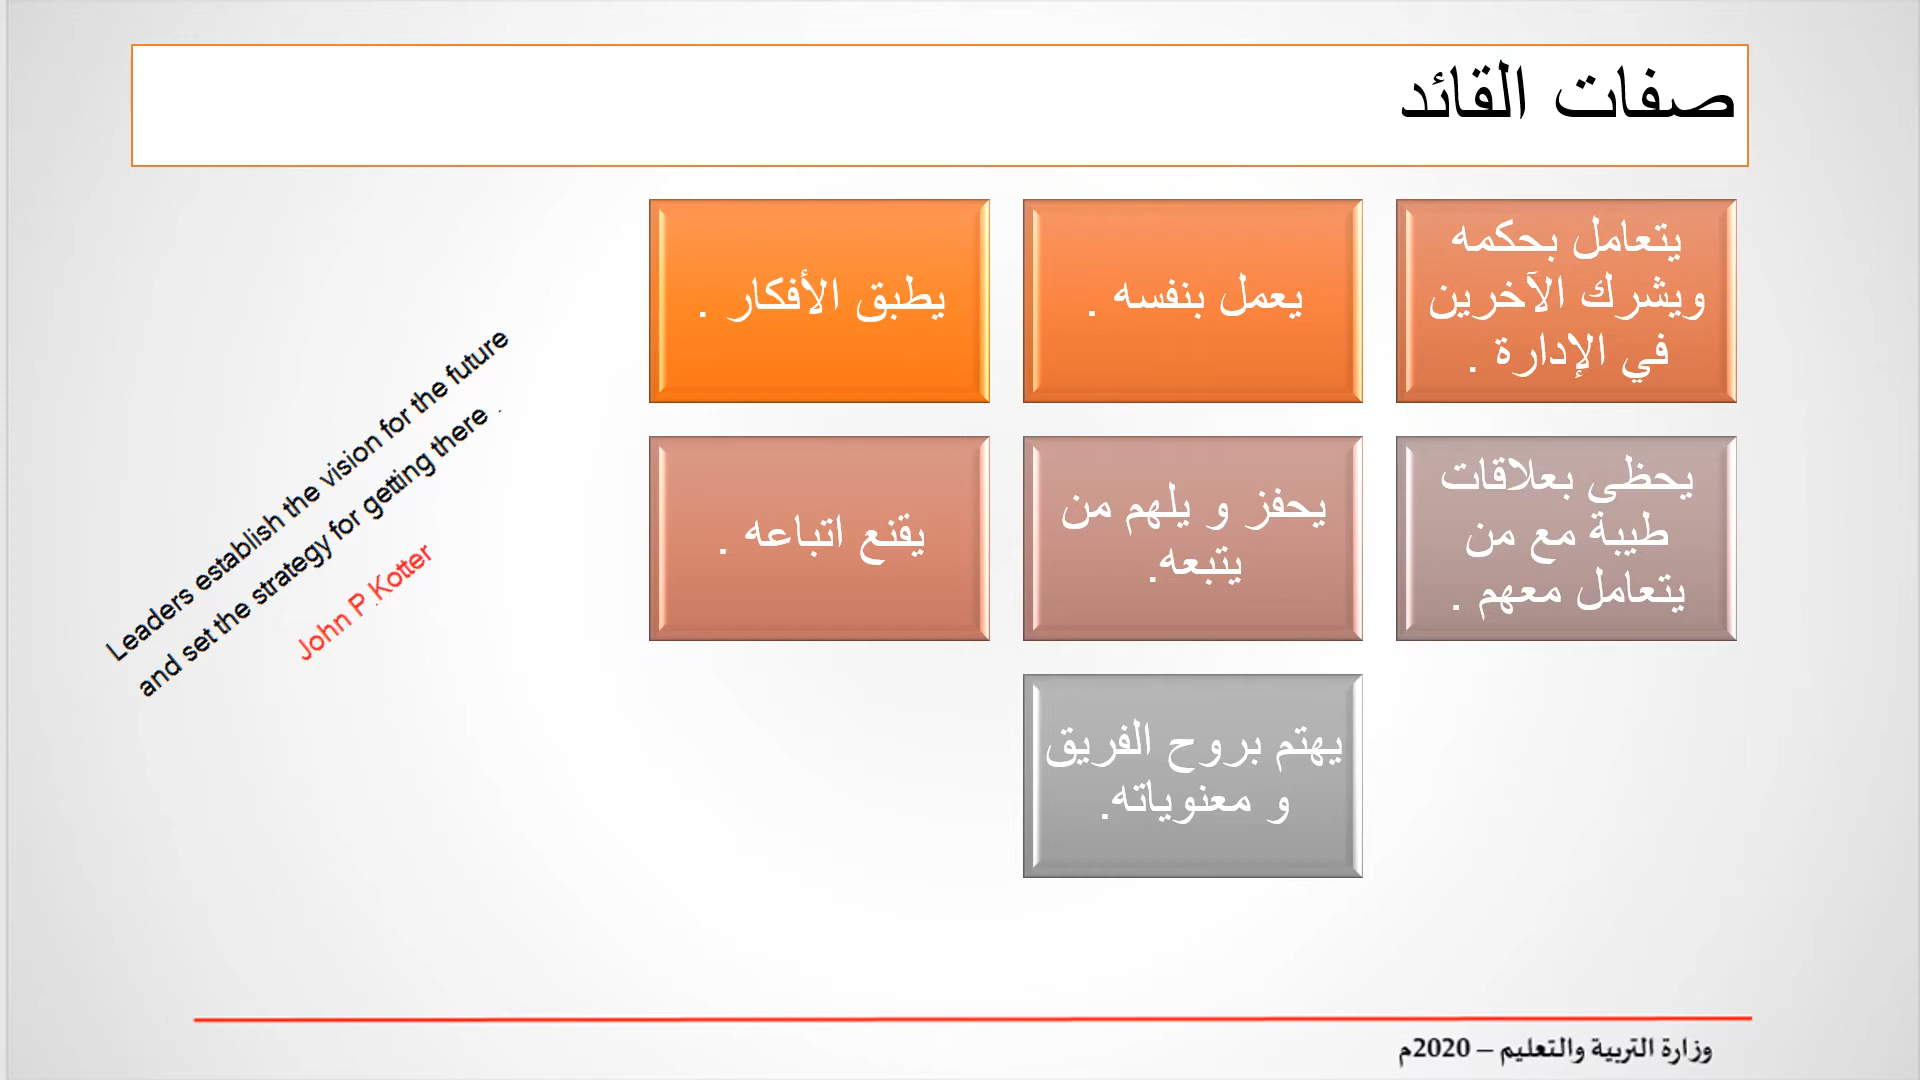 صفات القائد
يتعامل بحكمه
ويشرك الآخرين
في الإدارة .
يعمل بنفسه .
يطبق الأفكار .
يحظى بعلاقات
طيبة مع من
يتعامل معهم .
يحفز و يلهم من
يتبعه.
يقنع اتباعه .
يهتم بروح الفريق
و معنوياته.
Leaders establish the vision for the future
and set the strategy for getting there .
John P.Kotter
وزارة التربية والتعليم – 2020م